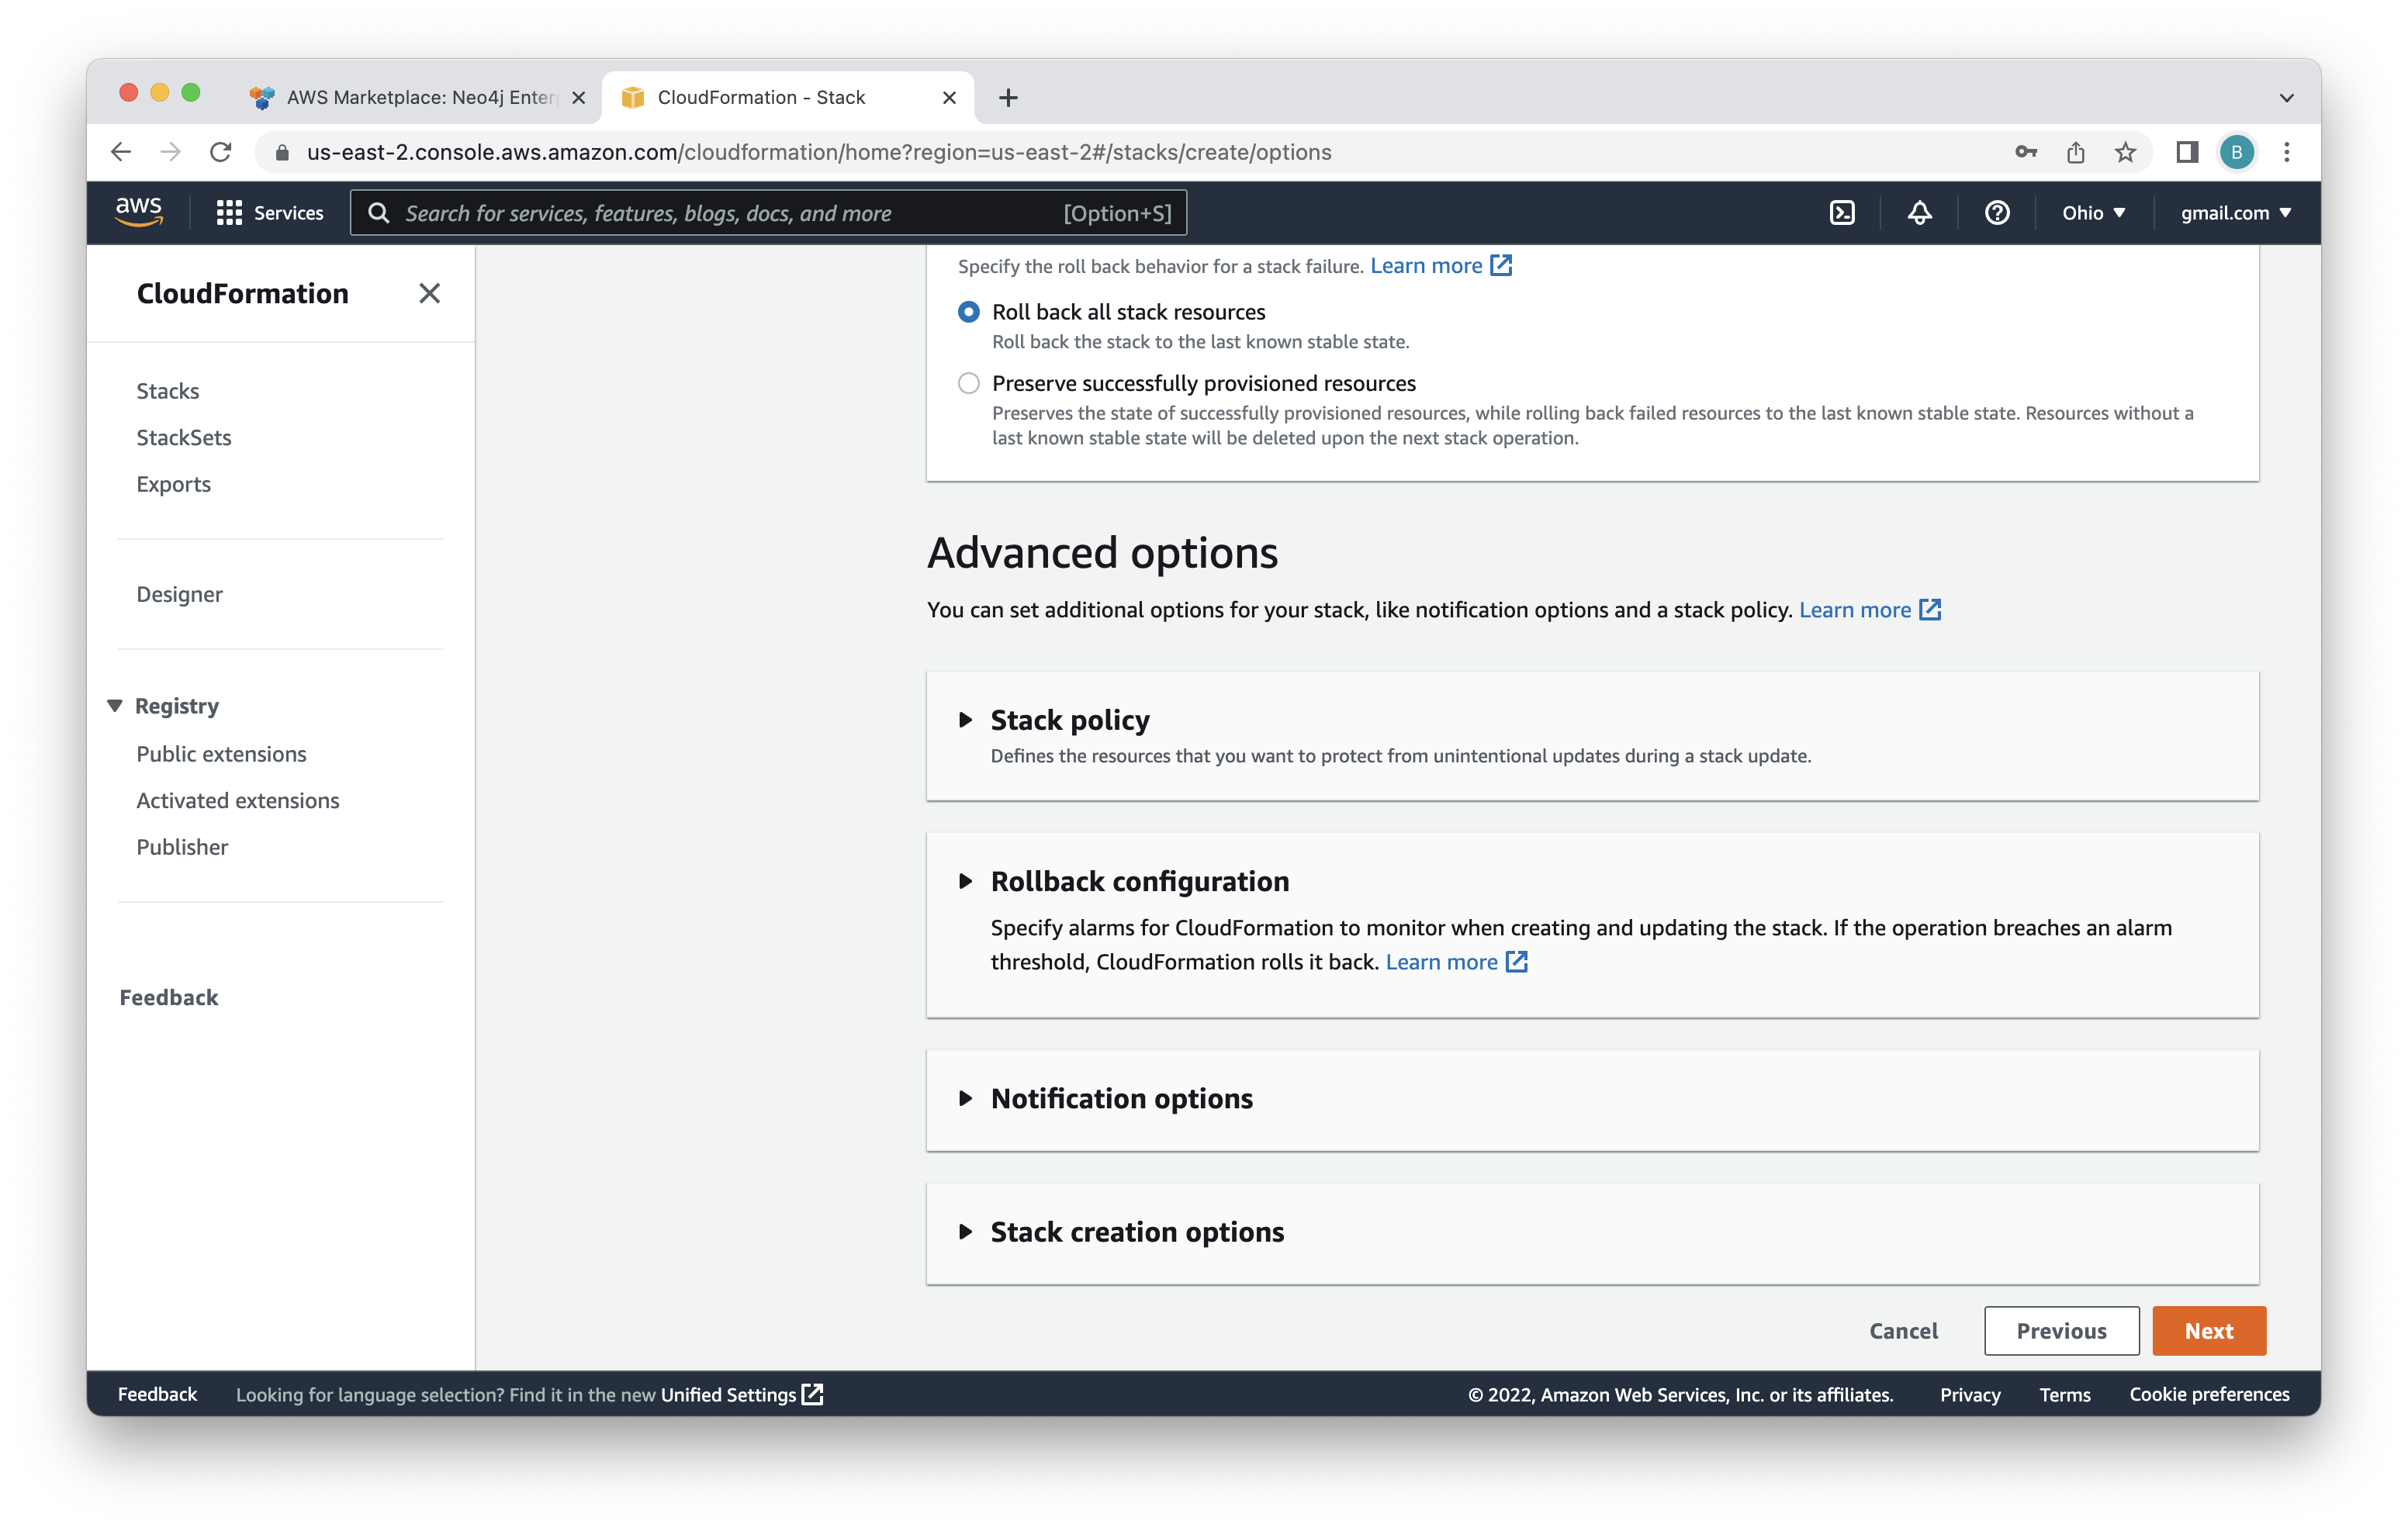 AWS Marketplace: Neo4j Enter
CloudFormation - Stack
us-east-2.console.aws.amazon.com/cloudformation/home?region=us-east-2#/stacks/create/options
B
aws
Services
Search for services, features, blogs, docs, and more
[Option+S]
Ohio
gmail.com
CloudFormation
Stacks
StackSets
Exports
Designer
Registry
Public extensions
Activated extensions
Publisher
Feedback
Specify the roll back behavior for a stack failure. Learn more
Roll back all stack resources
Roll back the stack to the last known stable state.
Preserve successfully provisioned resources
Preserves the state of successfully provisioned resources, while rolling back failed resources to the last known stable state. Resources without a
last known stable state will be deleted upon the next stack operation.
Advanced options
You can set additional options for your stack, like notification options and a stack policy. Learn more
Stack policy
Defines the resources that you want to protect from unintentional updates during a stack update.
Rollback configuration
Specify alarms for CloudFormation to monitor when creating and updating the stack. If the operation breaches an alarm
threshold, CloudFormation rolls it back. Learn more
Notification options
Stack creation options
Cancel
Previous
Next
Feedback
Looking for language selection? Find it in the new Unified Settings
© 2022, Amazon Web Services, Inc. or its affiliates.
Privacy
Terms
Cookie preferences